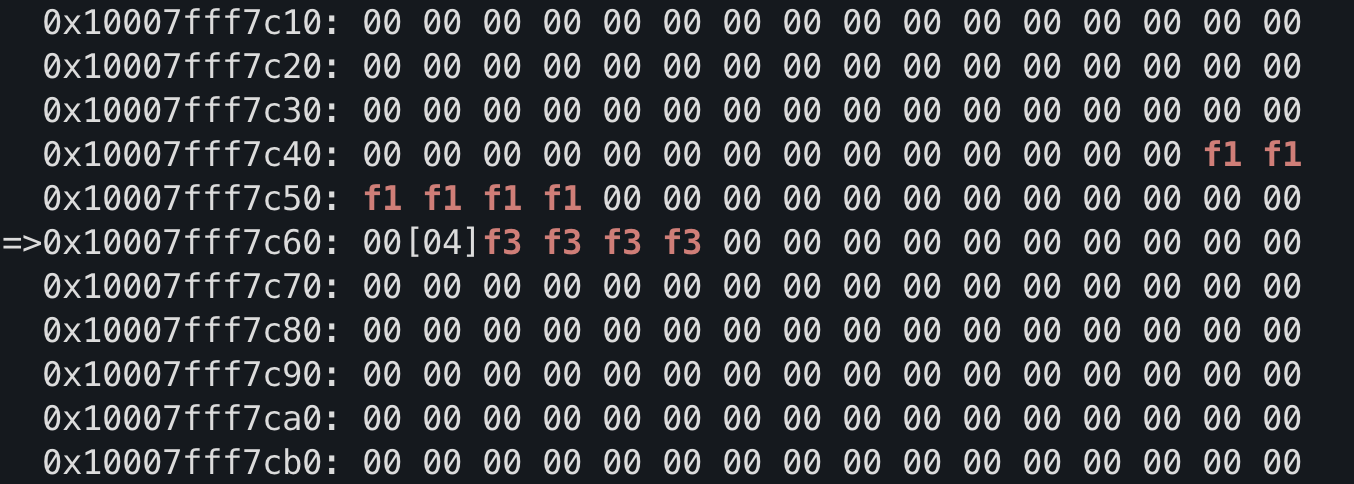 0x10007fff7c10: 00 00 00 00 00 00 00 00 00 00 00 00 00 00 00 00
0x10007fff7c20: 00 00 00 00 00 00 00 00 00 00 00 00 00 00 00 00
0x10007fff7c30: 00 00 00 00 00 00 00 00 00 00 00 00 00 00 00 00
0x10007fff7c40: 00 00 00 00 00 00 00 00 00 00 00 00 00 00 f1 f1
0x10007fff7c50: f1 f1 f1 f1 00 00 00 00 00 00 00 00 00 00 00 00
=>0x10007fff7c60: 00[04]f3 f3 f3 f3 00 00 00 00 00 00 00 00 00 00
0x10007fff7c70: 00 00 00 00 00 00 00 00 00 00 00 00 00 00 00 00
0x10007fff7c80: 00 00 00 00 00 00 00 00 00 00 00 00 00 00 00 00
0x10007fff7c90: 00 00 00 00 00 00 00 00 00 00 00 00 00 00 00 00
0x10007fff7ca0: 00 00 00 00 00 00 00 00 00 00 00 00 00 00 00 00
0x10007fff7cb0: 00 00 00 00 00 00 00 00 00 00 00 00 00 00 00 00